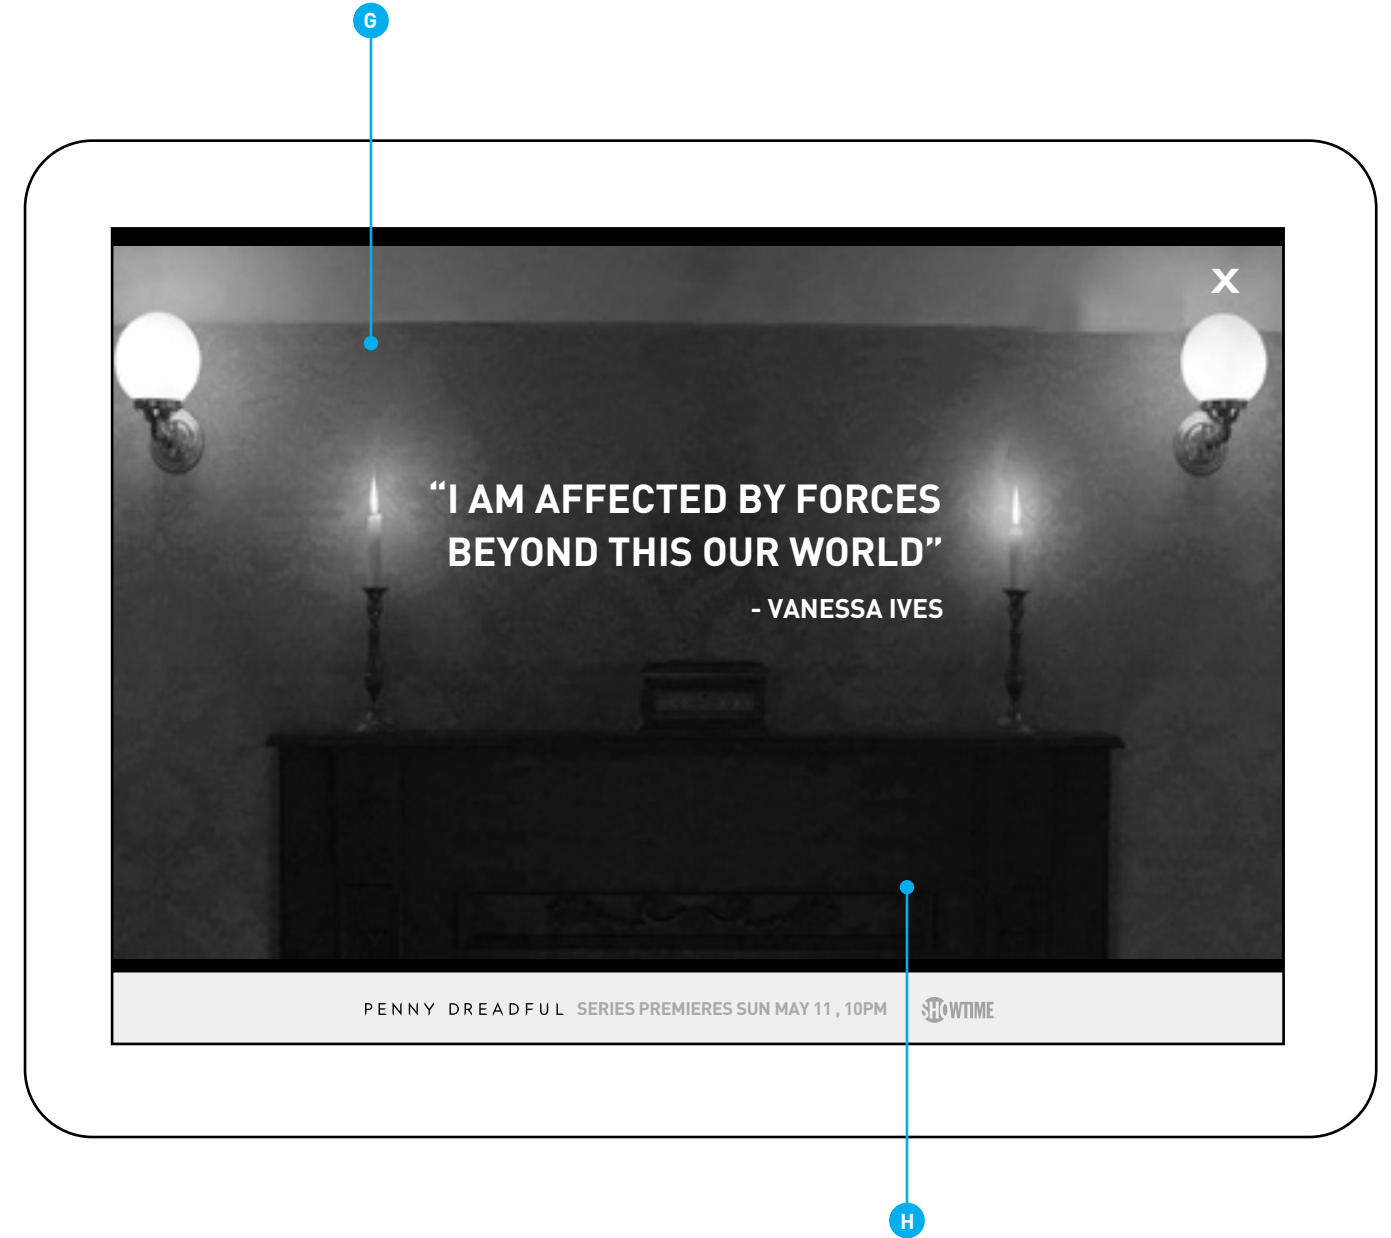 G
X
“I AM AFFECTED BY FORCES
BEYOND THIS OUR WORLD”
- VANESSA IVES
PENNY DREADFUL SERIES PREMIERES SUN MAY 11 , 10PM SHOWTIME
H